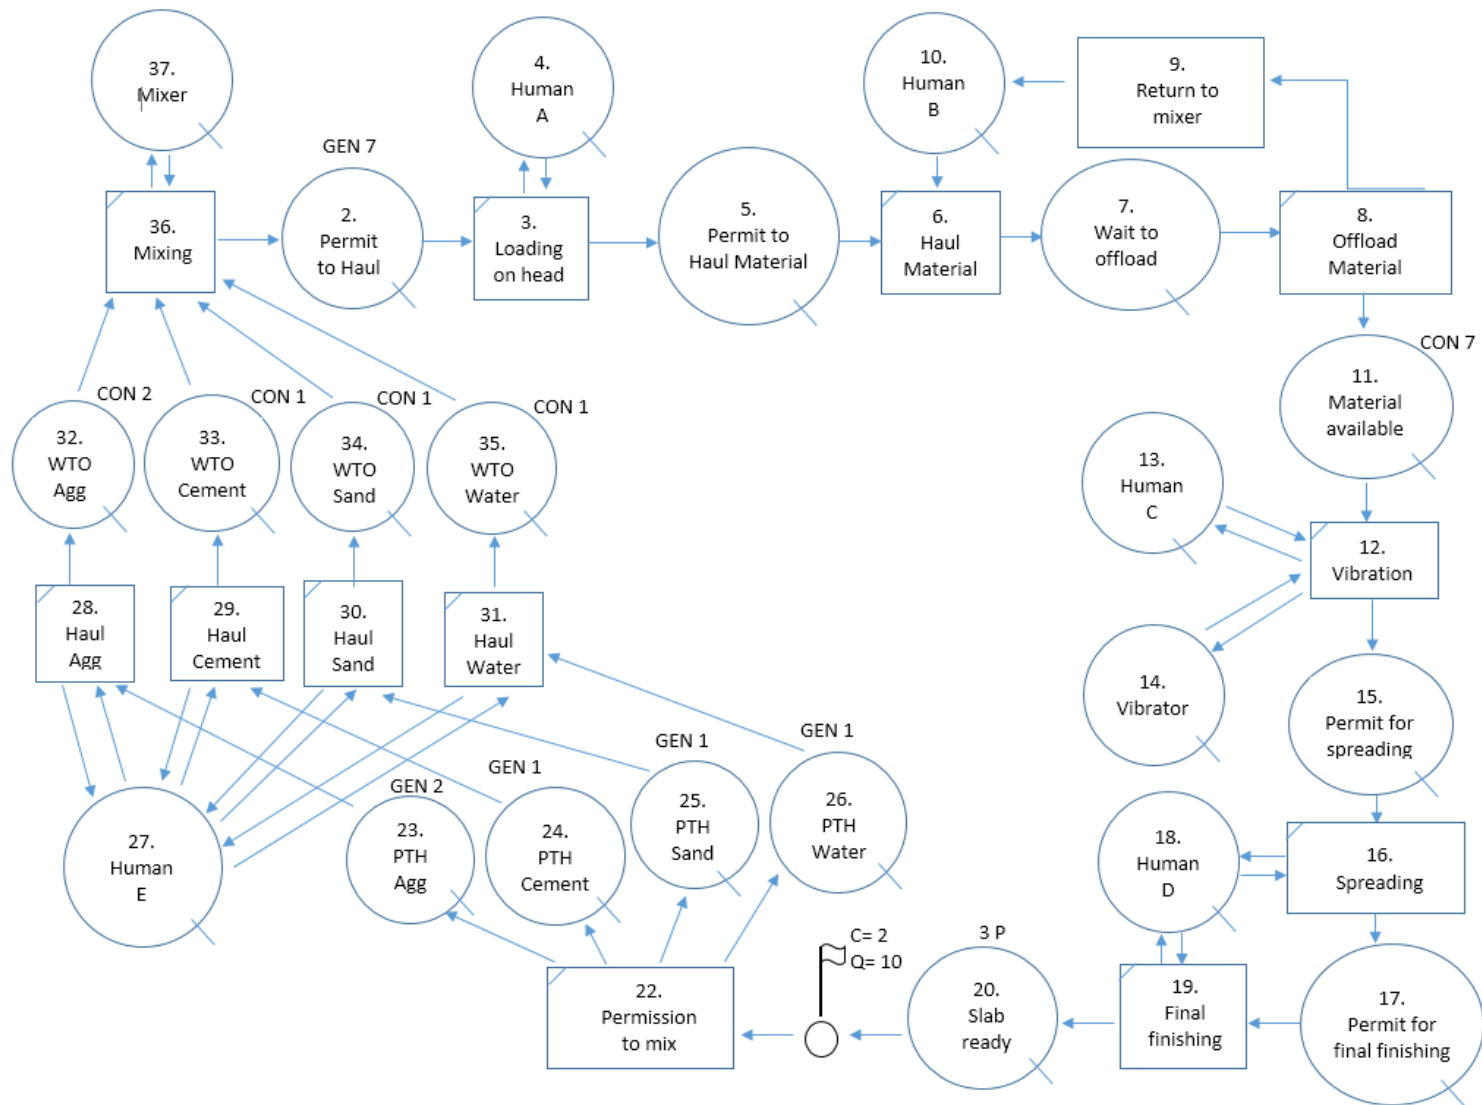 37.
Mixer
4.
Human
A
10.
Human
B
9.
Return to
mixer
GEN 7
36.
Mixing
2.
Permit
to Haul
3.
Loading
on head
5.
Permit to
Haul Material
6.
Haul
Material
7.
Wait to
offload
8.
Offload
Material
CON 7
11.
Material
available
CON 2
CON 1
CON 1
CON 1
32.
WTO
Agg
33.
WTO
Cement
34.
WTO
Sand
35.
WTO
Water
13.
Human
C
12.
Vibration
28.
Haul
Agg
29.
Haul
Cement
30.
Haul
Sand
31.
Haul
Water
14.
Vibrator
15.
Permit for
spreading
GEN 2
GEN 1
GEN 1
GEN 1
27.
Human
E
23.
PTH
Agg
24.
PTH
Cement
25.
PTH
Sand
26.
PTH
Water
18.
Human
D
16.
Spreading
3 P
C= 2
Q= 10
22.
Permission
to mix
20.
Slab
ready
19.
Final
finishing
17.
Permit for
final finishing